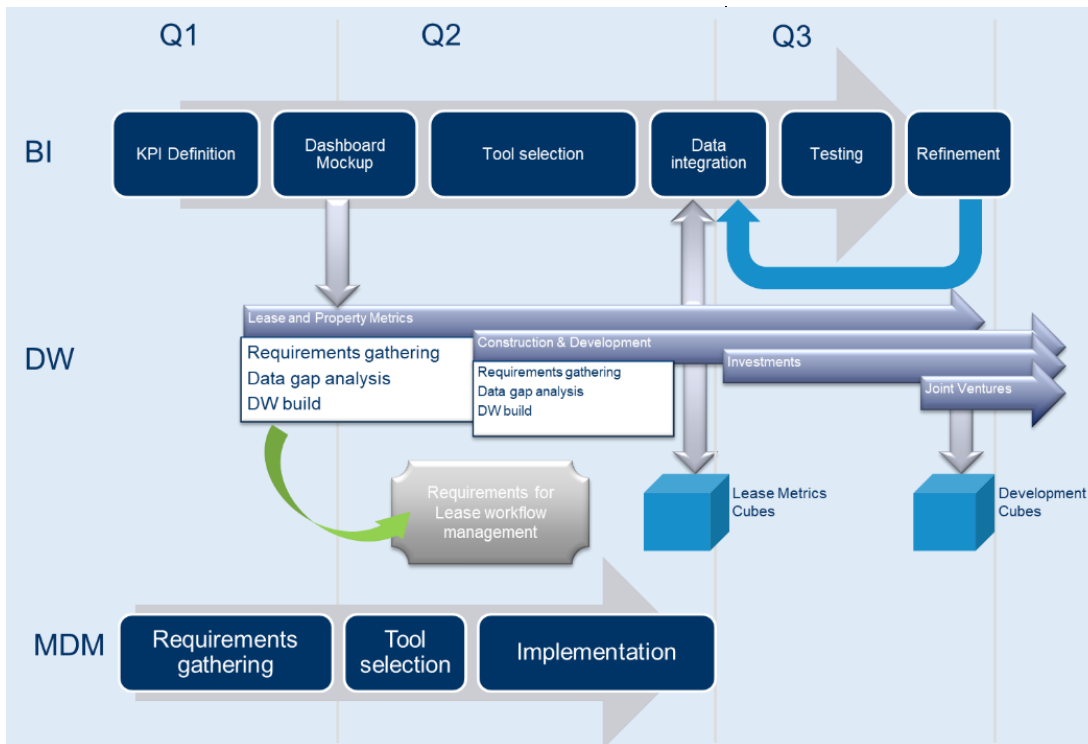 Q1
Q2
Q3
BI
KPI Definition
Dashboard
Mockup
Tool selection
Data
integration
Testing
Refinement
DW
Lease and Property Metrics
Requirements gathering
Data gap analysis
DW build
Construction & Development
Requirements gathering
Data gap analysis
DW build
Investments
Joint Ventures
Requirements for
Lease workflow
management
Lease Metrics
Cubes
Development
Cubes
MDM
Requirements
gathering
Tool
selection
Implementation